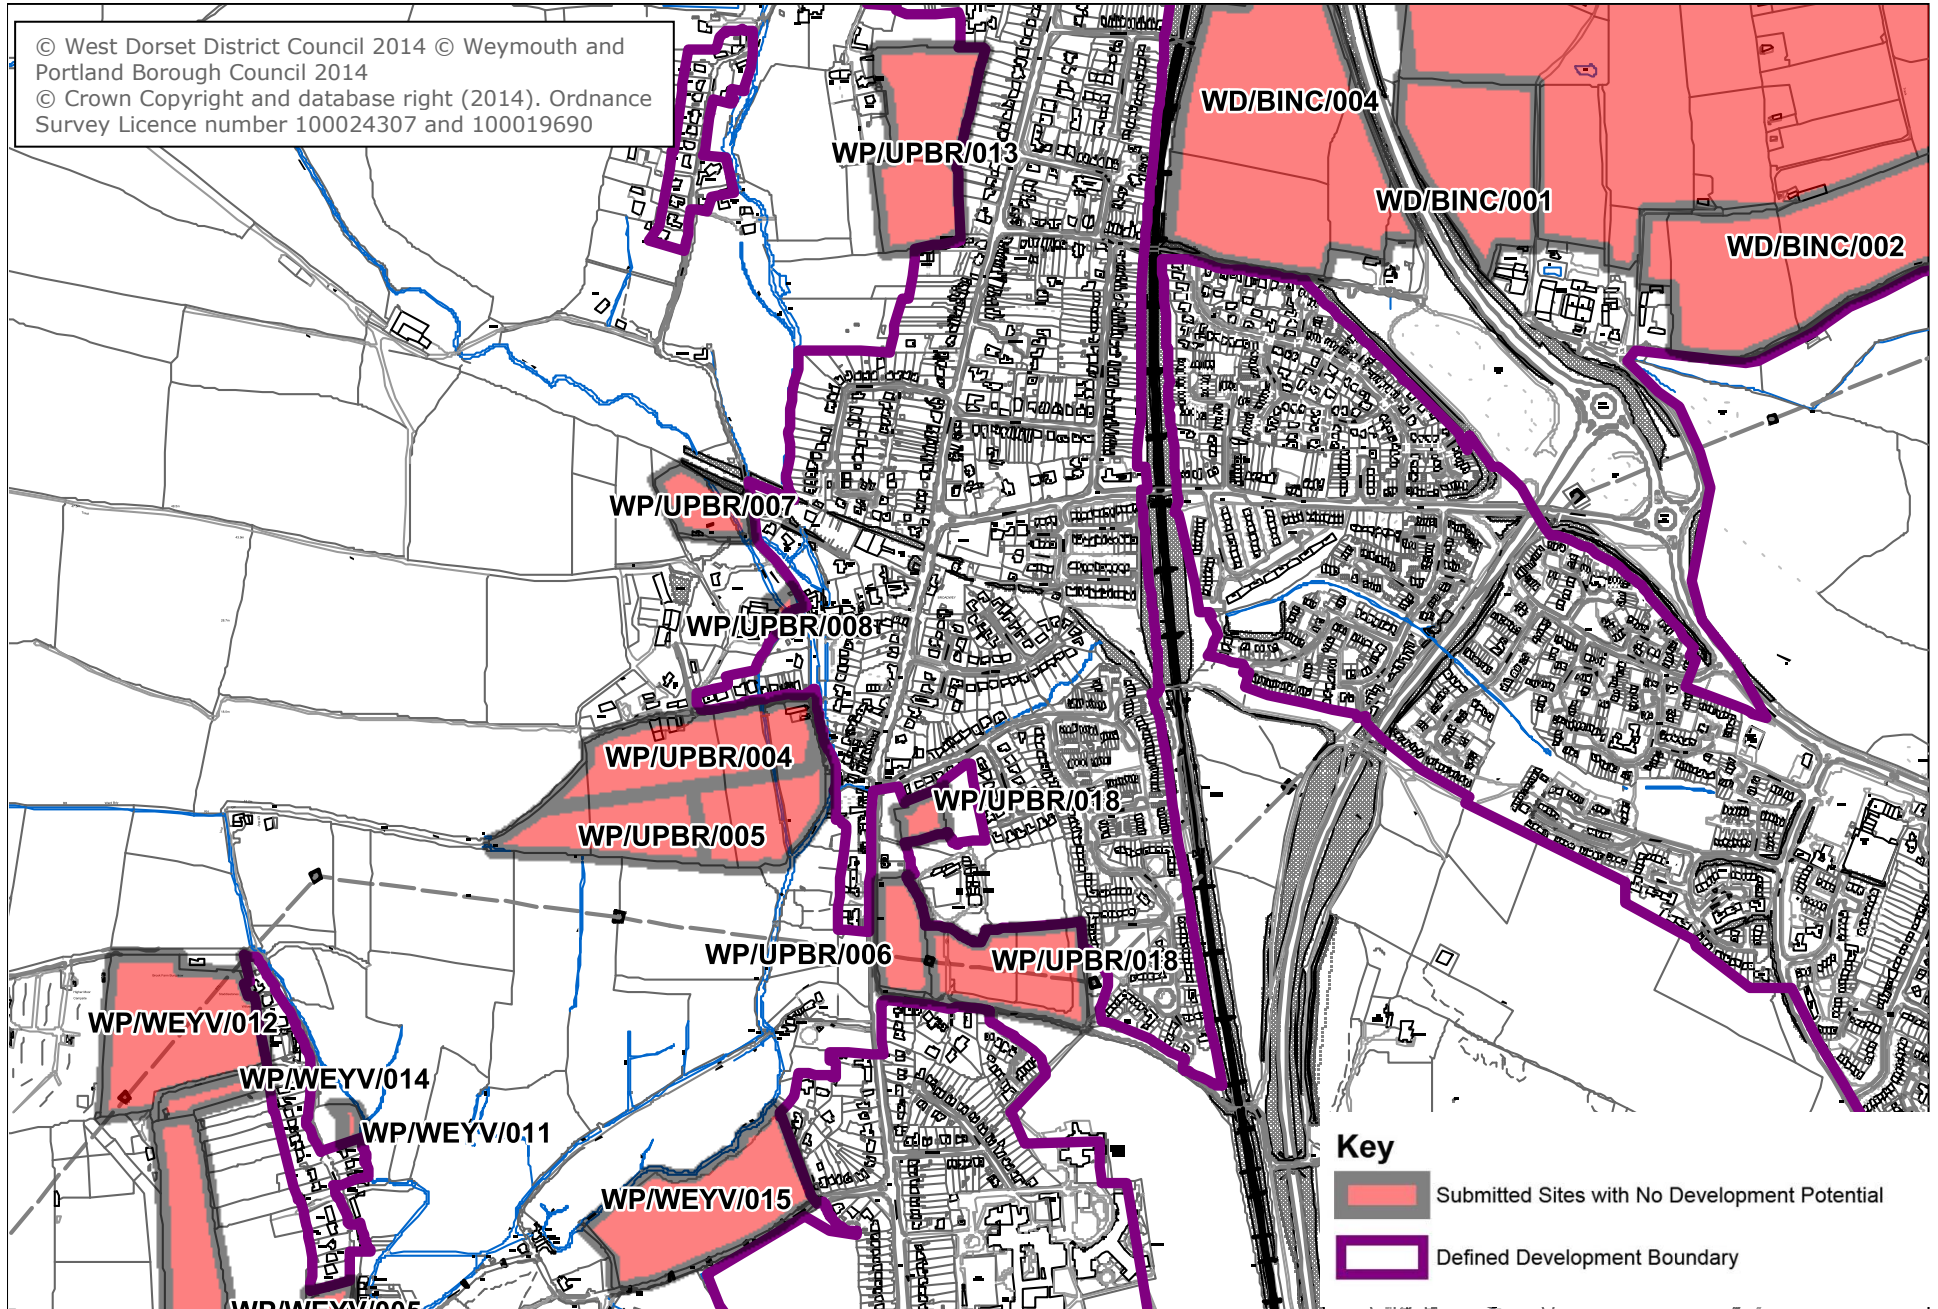 © West Dorset District Council 2014 © Weymouth and
Portland Borough Council 2014
© Crown Copyright and database right (2014). Ordnance
Survey Licence number 100024307 and 100019690
WD/BINC/004
WP/UPBR/013
WD/BINC/001
WD/BINC/002
WP/UPBR/007
WP/UPBR/008
WP/UPBR/004
WP/UPBR/018
WP/UPBR/005
WP/UPBR/006
WP/UPBR/018
WP/WEYV/012
WP/WEYV/014
WP/WEYV/011
WP/WEYV/015
WP/WEYV/005
Key
Submitted Sites with No Development Potential
Defined Development Boundary